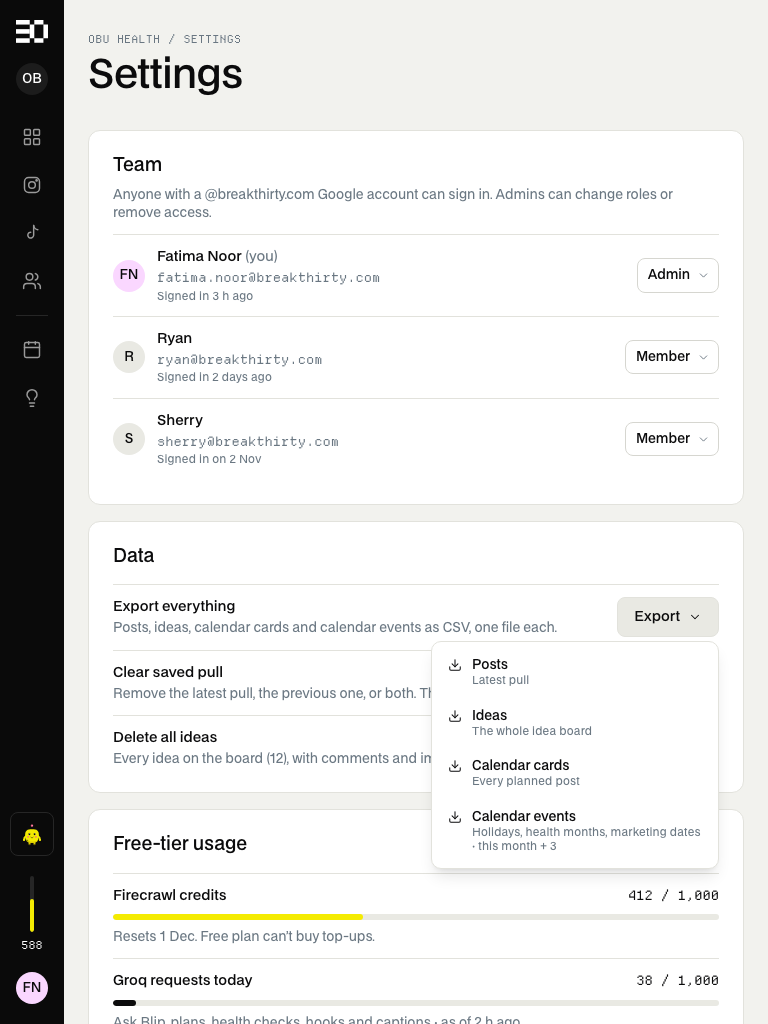 OB
OBU HEALTH / SETTINGS
Settings
Team
Anyone with a @breakthirty.com Google account can sign in. Admins can change roles or
remove access.
FN
Fatima Noor (you)
fatima.noor@breakthirty.com
Signed in 3 h ago
Admin
R
Ryan
ryan@breakthirty.com
Signed in 2 days ago
Member
S
Sherry
sherry@breakthirty.com
Signed in on 2 Nov
Member
Data
Export everything
Posts, ideas, calendar cards and calendar events as CSV, one file each.
Export
Clear saved pull
Remove the latest pull, the previous one, or both.
Delete all ideas
Every idea on the board (12), with comments and
Posts
Latest pull
Ideas
The whole idea board
Calendar cards
Every planned post
Calendar events
Holidays, health months, marketing dates
· this month + 3
Free-tier usage
Firecrawl credits
412 / 1,000
Resets 1 Dec. Free plan can't buy top-ups.
Groq requests today
38 / 1,000
Ask Blip, plans, health checks, hooks and captions · as of 2 h ago
588
FN